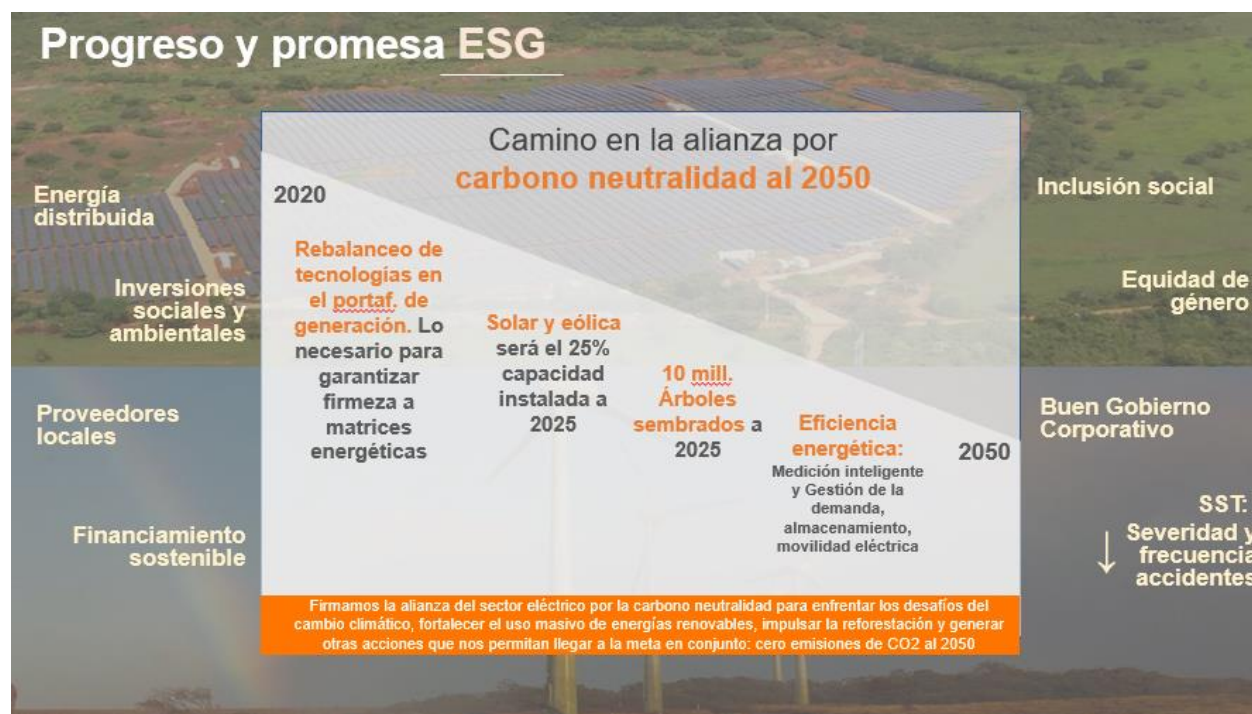 Progreso y promesa ESG
Camino en la alianza por
carbono neutralidad al 2050
Energía
distribuida
Inversiones
sociales y
ambientales
Proveedores
locales
Financiamiento
sostenible
2020
Rebalanceo de
tecnologías en
el portaf. de
generación. Lo
necesario para
garantizar
firmeza a
matrices
energéticas
Solar y eólica
será el 25%
capacidad
instalada a
2025
10 mill.
Árboles
sembrados a
2025
Eficiencia
energética:
Medición inteligente
y Gestión de la
demanda,
almacenamiento,
movilidad eléctrica
2050
Inclusión social
Equidad de
género
Buen Gobierno
Corporativo
SST:
↓ Severidad y
frecuencia
accidentes
Firmamos la alianza del sector eléctrico por la carbono neutralidad para enfrentar los desafíos del
cambio climático, fortalecer el uso masivo de energías renovables, impulsar la reforestación y generar
otras acciones que nos permitan llegar a la meta en conjunto: cero emisiones de CO2 al 2050